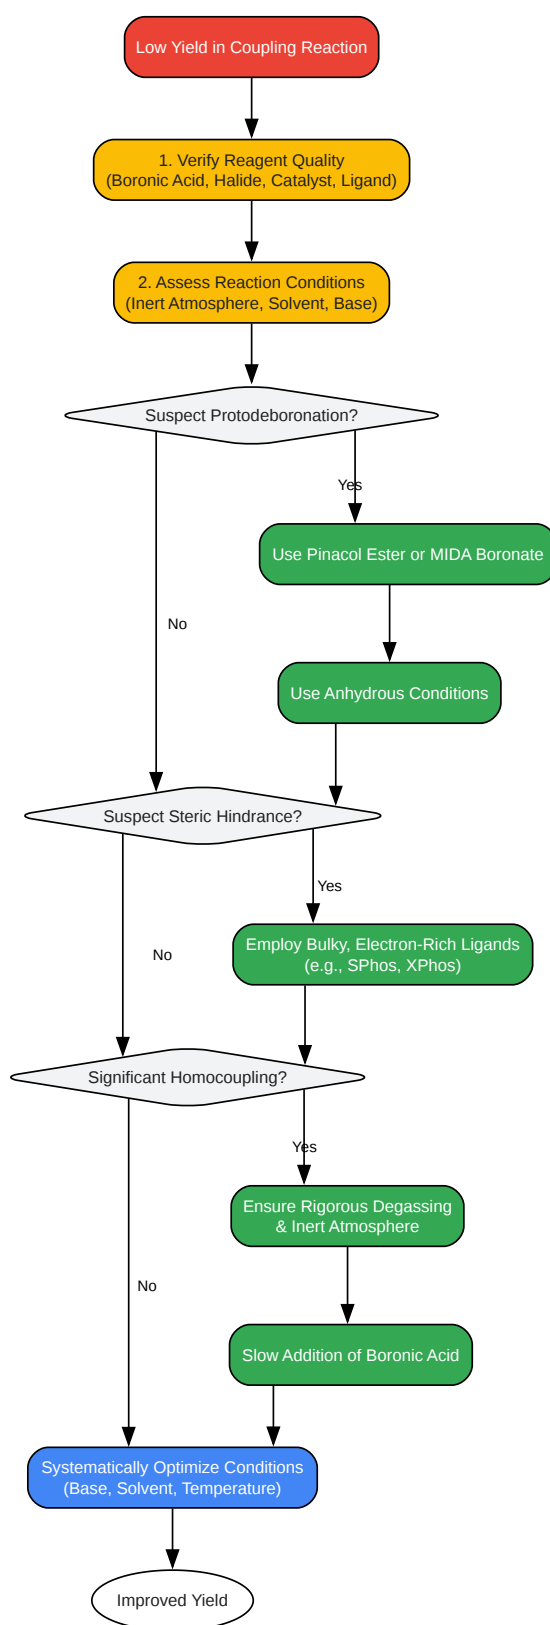 Low Yield in Coupling Reaction
1. Verify Reagent Quality
(Boronic Acid, Halide, Catalyst, Ligand)
2. Assess Reaction Conditions
(Inert Atmosphere, Solvent, Base)
Suspect Protodeboronation?
Yes
Use Pinacol Ester or MIDA Boronate
No
Use Anhydrous Conditions
Suspect Steric Hindrance?
Yes
Employ Bulky, Electron-Rich Ligands
(e.g., SPhos, XPhos)
No
Significant Homocoupling?
Yes
Ensure Rigorous Degassing
& Inert Atmosphere
No
Slow Addition of Boronic Acid
Systematically Optimize Conditions
(Base, Solvent, Temperature)
Improved Yield